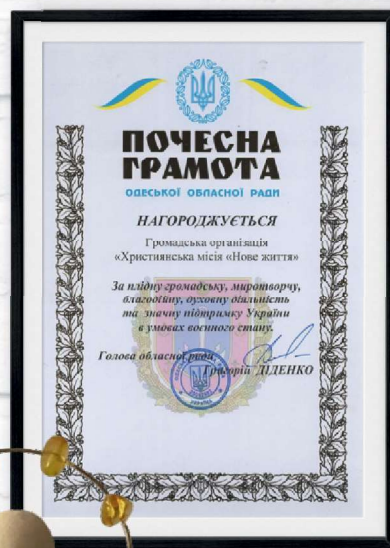 ПОЧЕСНА
ГРАМОТА
ОДЕСЬКОЇ ОБЛАСНОЇ РАДИ
НАГОРОДЖУЄТЬСЯ
Громадська організація
«Християнська місія «Нове життя»
За плідну громадську, миротворчу,
благодійну, духовну діяльність
та значну підтримку України
в умовах воєнного стану.
Голова обласної ради
Григорій ДІДЕНКО